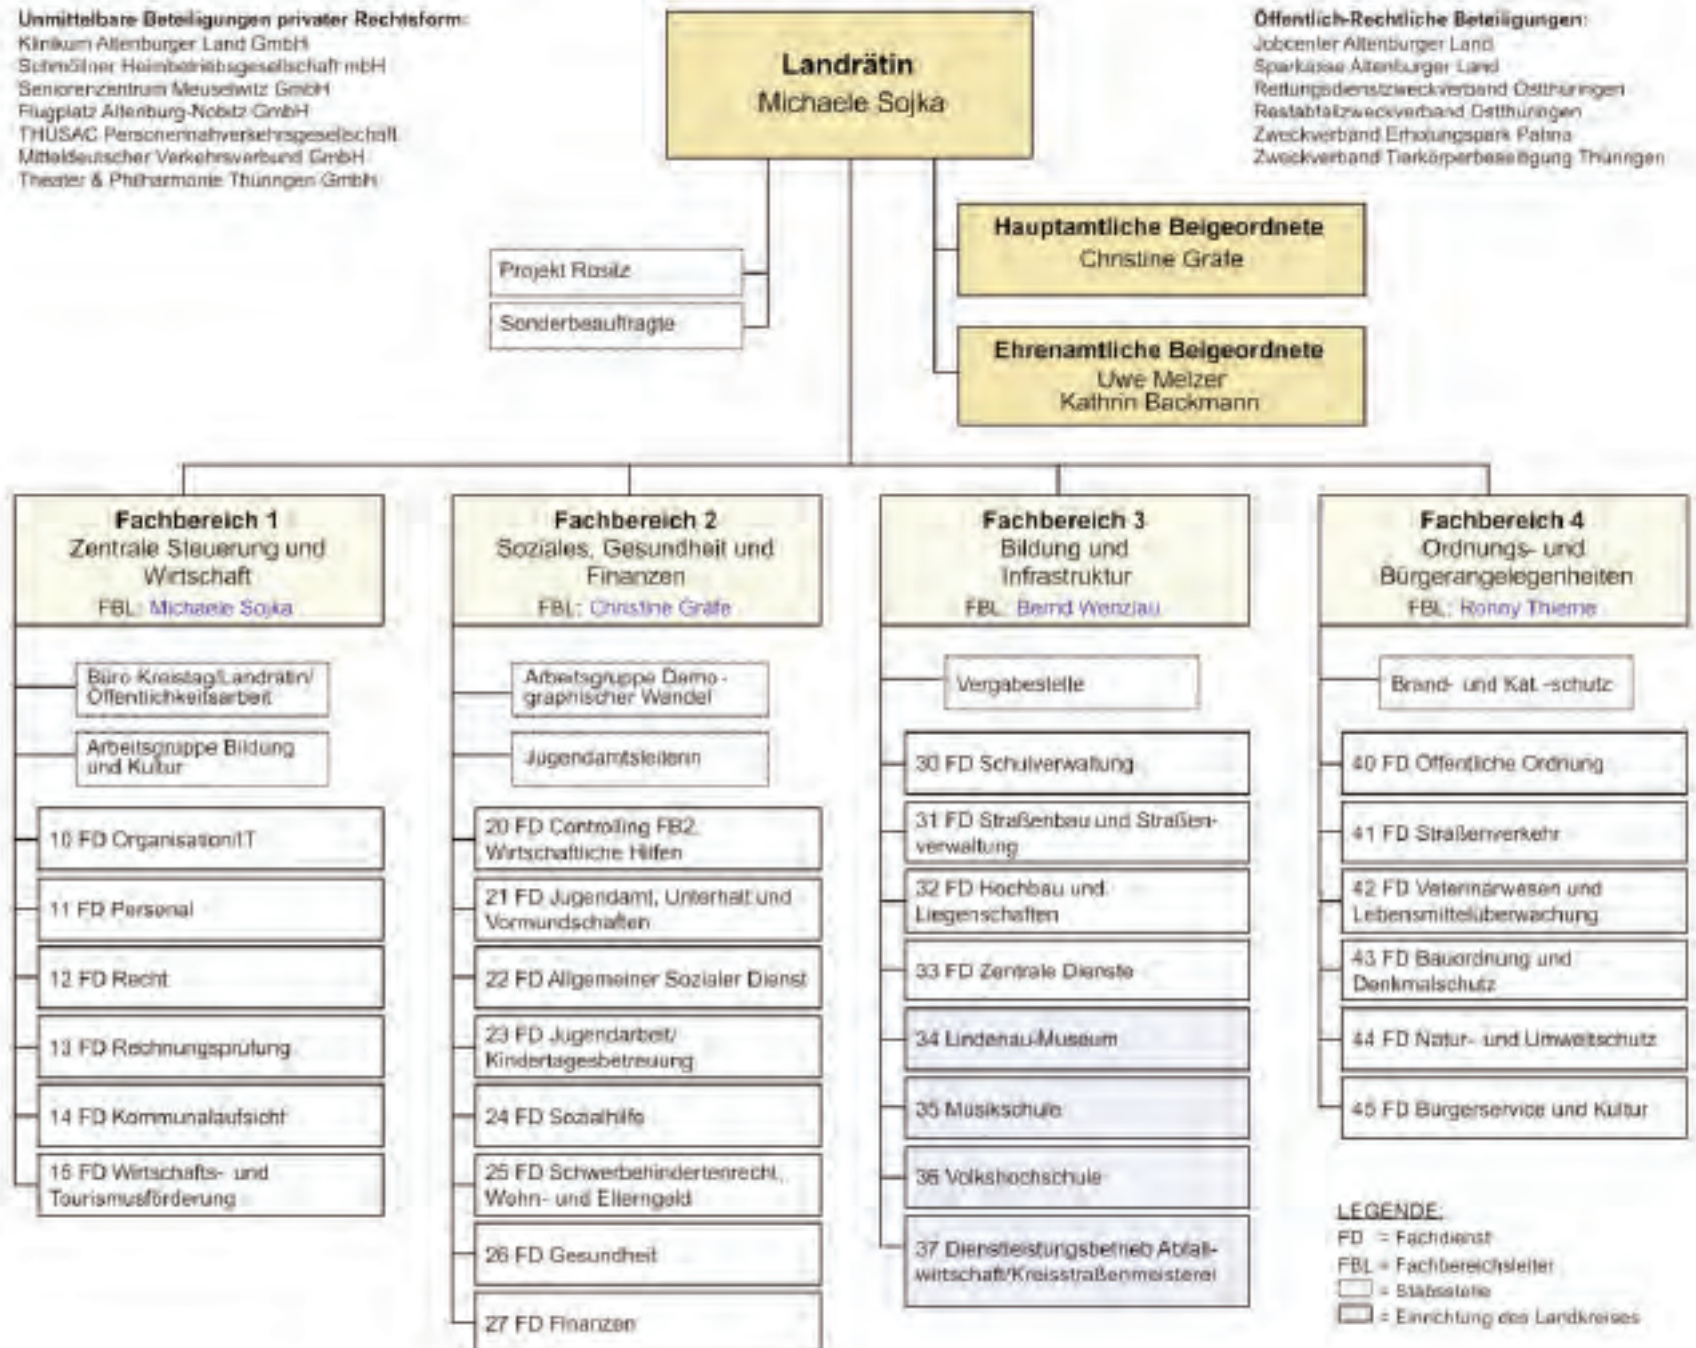 Unmittelbare Beteiligungen privater Rechtsform:
Klinikum Altenburger Land GmbH
Schmöllner Heimbetriebsgesellschaft mbH
Seniorenzentrum Meuselwitz GmbH
Flugplatz Altenburg-Nobitz GmbH
THÜSAC Personennahverkehrsgesellschaft
Mitteldeutscher Verkehrsverbund GmbH
Theater & Philharmonie Thüringen GmbH
Landrätin
Michaele Sojka
Öffentlich-Rechtliche Beteiligungen:
Jobcenter Altenburger Land
Sparkasse Altenburger Land
Rettungsdienstzweckverband Ostthüringen
Restabfallzweckverband Ostthüringen
Zweckverband Erholungspark Pahna
Zweckverband Tierkörperbeseitigung Thüringen
Projekt Rositz
Sonderbeauftragte
Hauptamtliche Beigeordnete
Christine Gräfe
Ehrenamtliche Beigeordnete
Uwe Melzer
Kathrin Backmann
Fachbereich 1
Zentrale Steuerung und
Wirtschaft
FBL: Michaele Sojka
Büro Kreistag/Landrätin/
Öffentlichkeitsarbeit
Arbeitsgruppe Bildung
und Kultur
10 FD Organisation/IT
11 FD Personal
12 FD Recht
13 FD Rechnungsprüfung
14 FD Kommunalaufsicht
15 FD Wirtschafts- und
Tourismusförderung
Fachbereich 2
Soziales, Gesundheit und
Finanzen
FBL: Christine Gräfe
Arbeitsgruppe Demo-
graphischer Wandel
Jugendamtsleiterin
20 FD Controlling FB2,
Wirtschaftliche Hilfen
21 FD Jugendamt, Unterhalt und
Vormundschaften
22 FD Allgemeiner Sozialer Dienst
23 FD Jugendarbeit/
Kindertagesbetreuung
24 FD Sozialhilfe
25 FD Schwerbehindertenrecht,
Wohn- und Elterngeld
26 FD Gesundheit
27 FD Finanzen
Fachbereich 3
Bildung und
Infrastruktur
FBL: Bernd Wenzlau
Vergabestelle
30 FD Schulverwaltung
31 FD Straßenbau und Straßen-
verwaltung
32 FD Hochbau und
Liegenschaften
33 FD Zentrale Dienste
34 Lindenau-Museum
35 Musikschule
36 Volkshochschule
37 Dienstleistungsbetrieb Abfall-
wirtschaft/Kreisstraßenmeisterei
Fachbereich 4
Ordnungs- und
Bürgerangelegenheiten
FBL: Ronny Thieme
Brand- und Kat.-schutz
40 FD Öffentliche Ordnung
41 FD Straßenverkehr
42 FD Veterinärwesen und
Lebensmittelüberwachung
43 FD Bauordnung und
Denkmalschutz
44 FD Natur- und Umweltschutz
45 FD Bürgerservice und Kultur
LEGENDE:
FD = Fachdienst
FBL = Fachbereichsleiter
= Stabsstelle
= Einrichtung des Landkreises